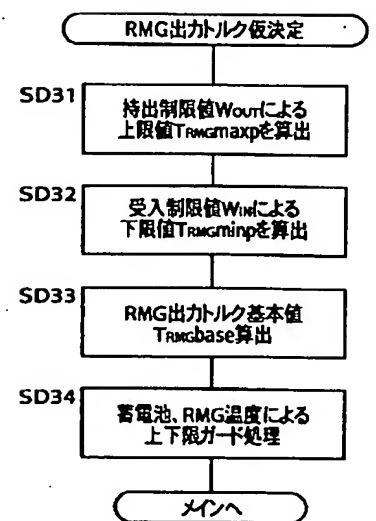 RMG出力トルク仮決定
SD31
持出制限値WOUTによる
上限値TRMGmaxpを算出
SD32
受入制限値WINによる
下限値TRMGminpを算出
SD33
RMG出力トルク基本値
TRMGbase算出
SD34
蓄電池、RMG温度による
上下限ガード処理
メインへ